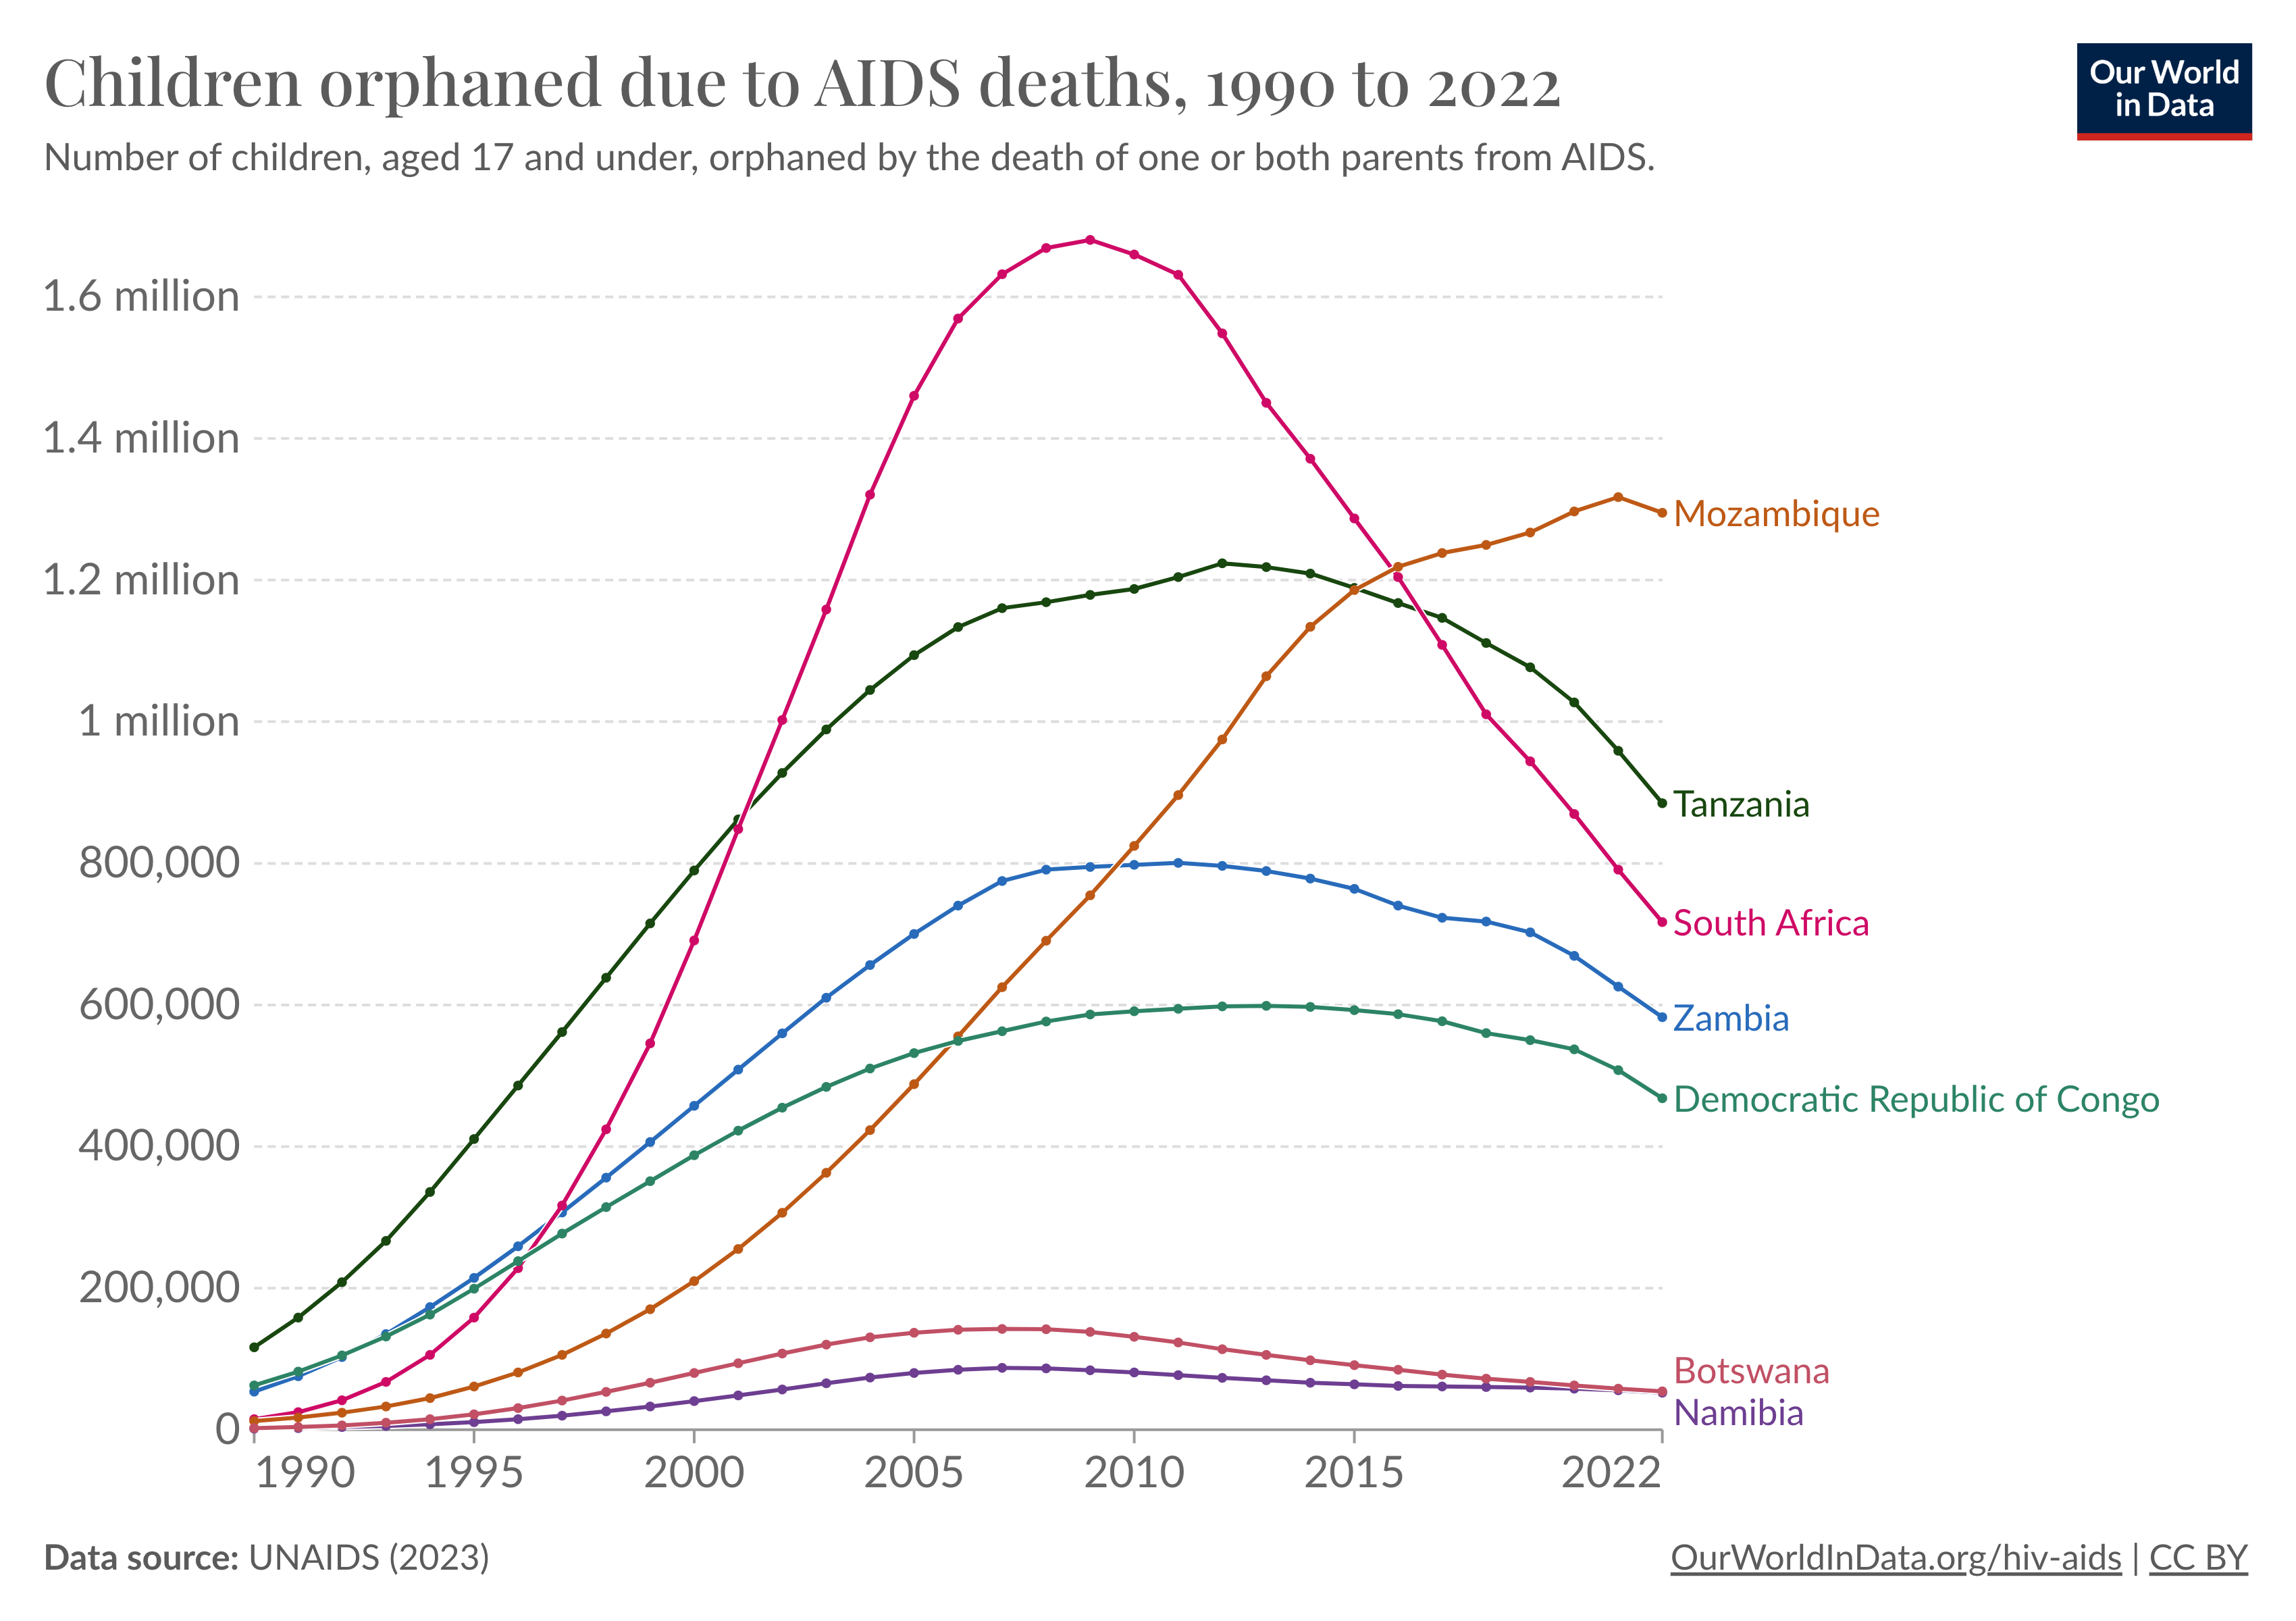 Children orphaned due to AIDS deaths, 1990 to 2022
Our World
in Data
Number of children, aged 17 and under, orphaned by the death of one or both parents from AIDS.
1.6 million
1.4 million
Mozambique
1.2 million
1 million
Tanzania
800,000
South Africa
600,000
Zambia
Democratic Republic of Congo
400,000
200,000
Botswana
Namibia
0
1990 1995 2000 2005 2010 2015 2022
Data source: UNAIDS (2023)
OurWorldInData.org/hiv-aids | CC BY